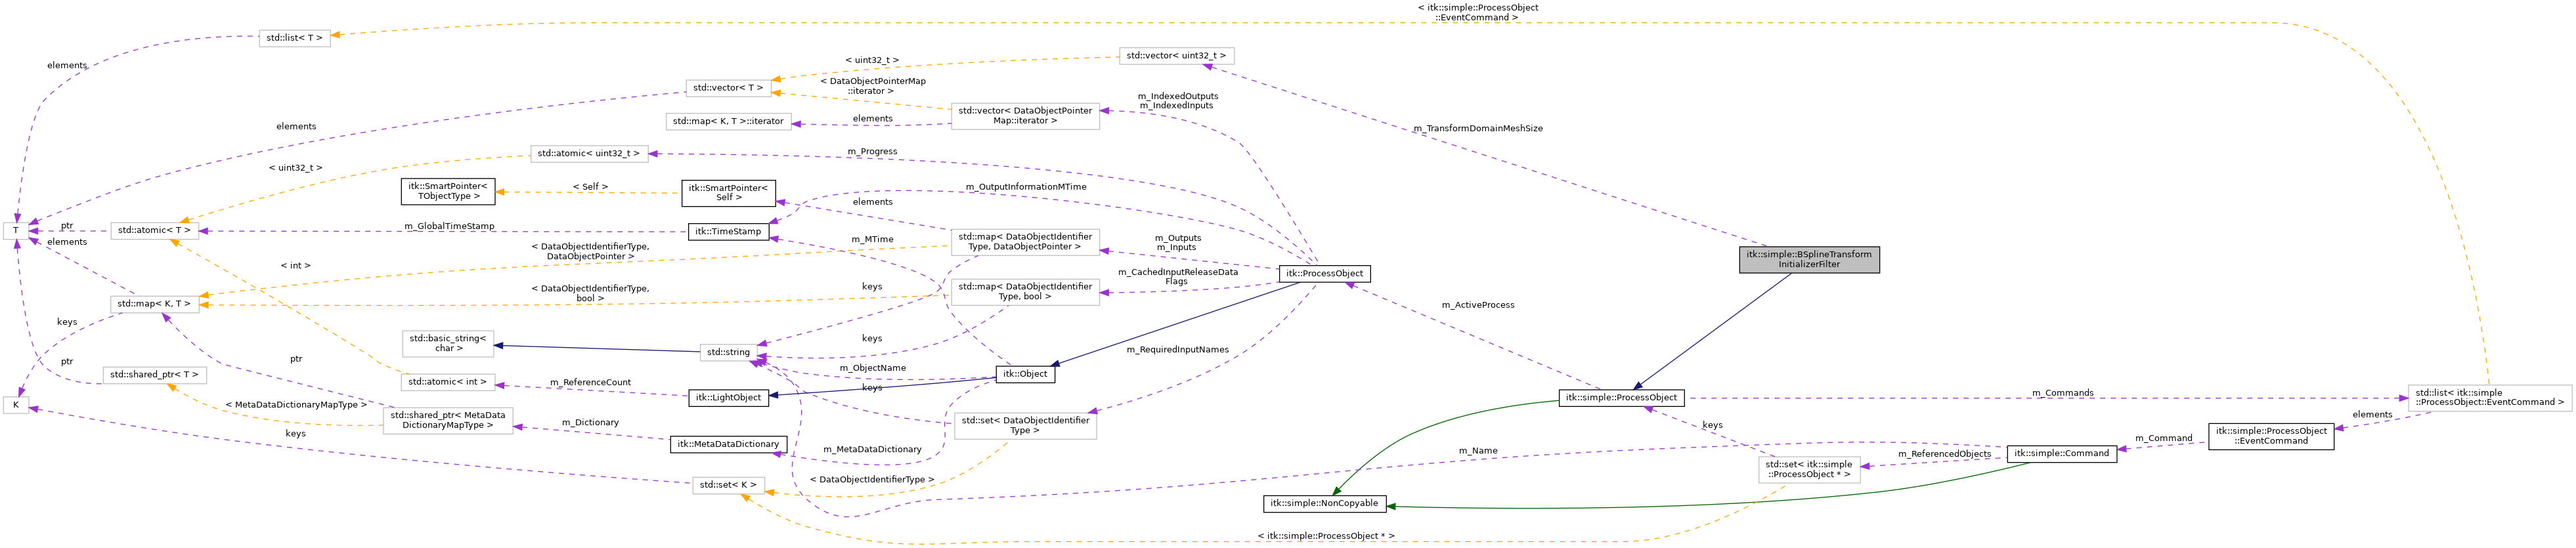 < itk::simple::ProcessObject
::EventCommand >
std::list< T >
std::vector< uint32_t >
< uint32_t >
elements
< DataObjectPointerMap
::iterator >
std::vector< T >
m_IndexedOutputs
m_IndexedInputs
std::vector< DataObjectPointer
Map::iterator >
elements
std::map< K, T >::iterator
elements
m_TransformDomainMeshSize
std::atomic< uint32_t >
m_Progress
< uint32_t >
itk::SmartPointer<
TObjectType >
< Self >
itk::SmartPointer<
Self >
m_OutputInformationMTime
elements
T
ptr
std::atomic< T >
m_GlobalTimeStamp
itk::TimeStamp
elements
< DataObjectIdentifierType,
DataObjectPointer >
m_MTime
std::map< DataObjectIdentifier
Type, DataObjectPointer >
m_Outputs
m_Inputs
itk::simple::BSplineTransform
InitializerFilter
< int >
m_CachedInputReleaseData
Flags
itk::ProcessObject
< DataObjectIdentifierType,
bool >
keys
std::map< DataObjectIdentifier
Type, bool >
std::map< K, T >
m_ActiveProcess
keys
std::basic_string<
char >
keys
std::string
m_RequiredInputNames
ptr
ptr
std::shared_ptr< T >
m_ObjectName
itk::Object
std::atomic< int >
m_ReferenceCount
keys
itk::LightObject
itk::simple::ProcessObject
m_Commands
std::list< itk::simple
::ProcessObject::EventCommand >
K
< MetaDataDictionaryMapType >
std::shared_ptr< MetaData
DictionaryMapType >
m_Dictionary
std::set< DataObjectIdentifier
Type >
keys
elements
keys
itk::MetaDataDictionary
m_MetaDataDictionary
m_Name
itk::simple::Command
m_Command
itk::simple::ProcessObject
::EventCommand
m_ReferencedObjects
std::set< itk::simple
::ProcessObject * >
std::set< K >
< DataObjectIdentifierType >
itk::simple::NonCopyable
< itk::simple::ProcessObject * >